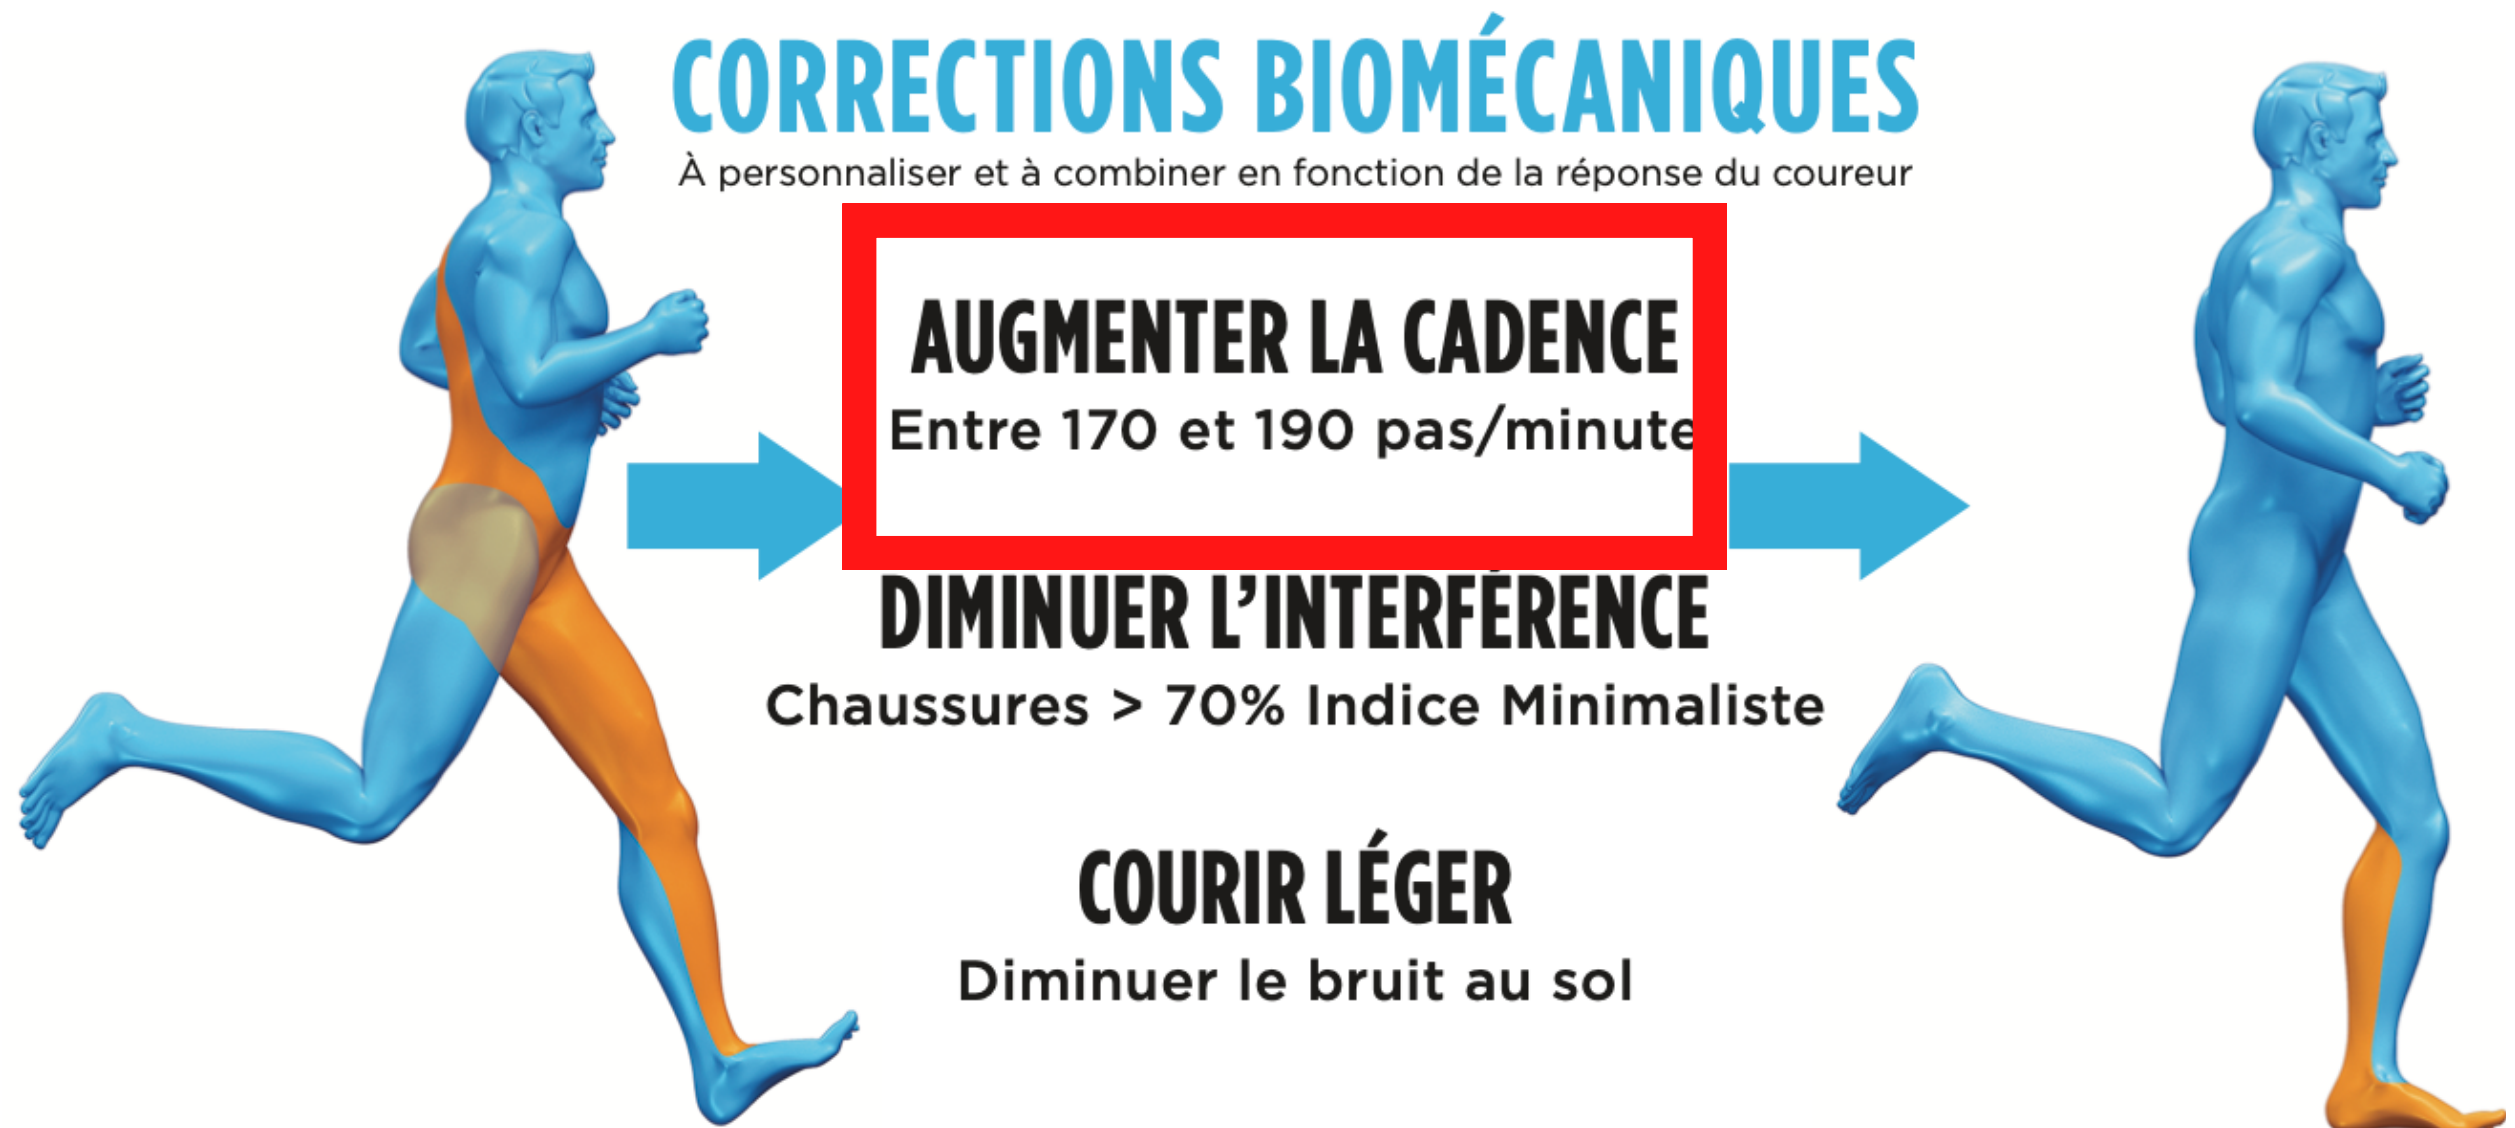 CORRECTIONS BIOMÉCANIQUES
À personnaliser et à combiner en fonction de la réponse du coureur
AUGMENTER LA CADENCE
Entre 170 et 190 pas/minute
DIMINUER L'INTERFÉRENCE
Chaussures > 70% Indice Minimaliste
COURIR LÉGER
Diminuer le bruit au sol